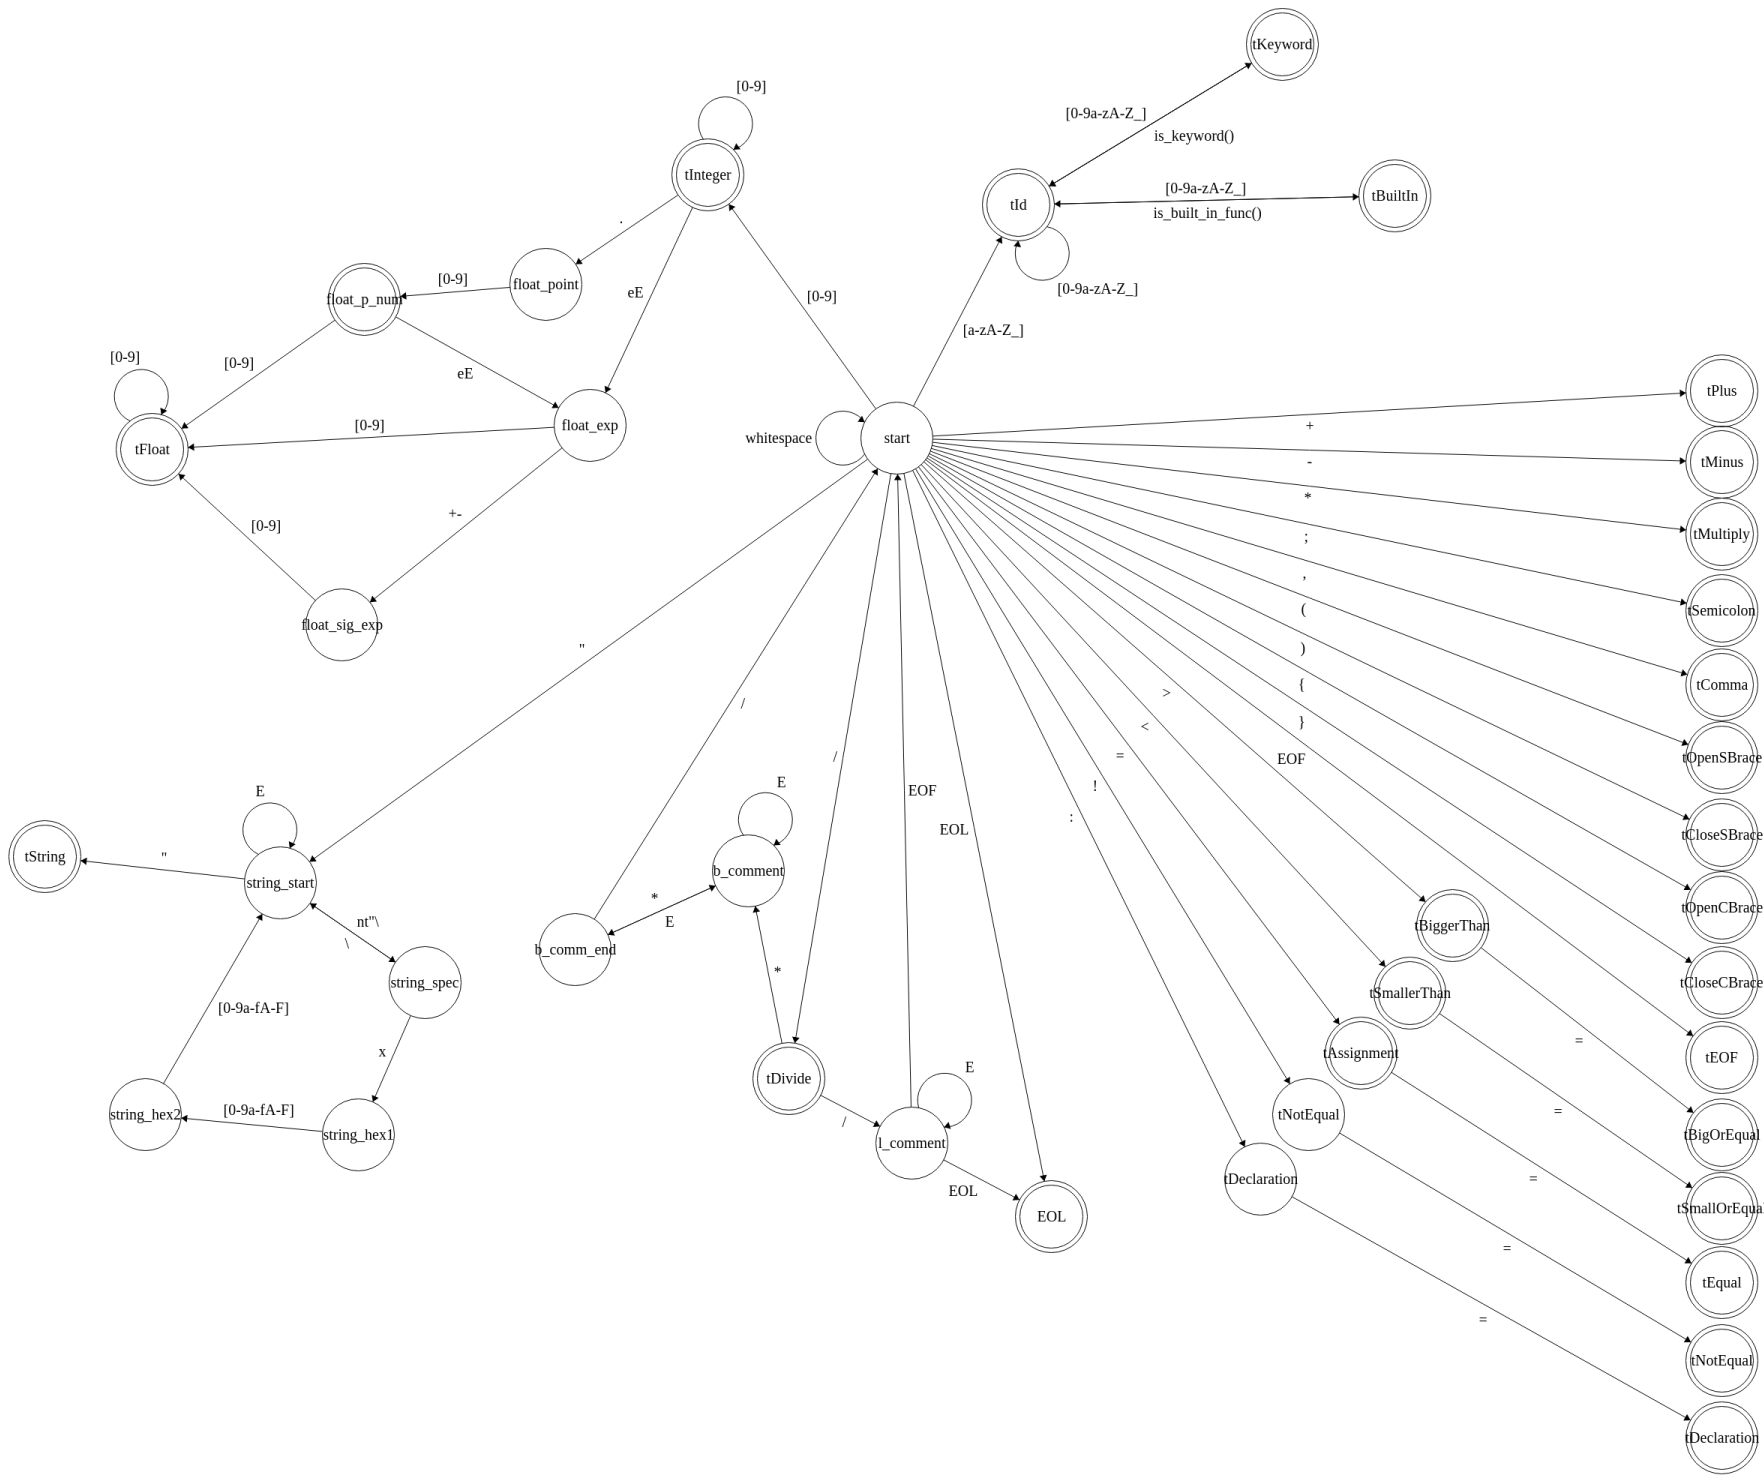 tKeyword
[0-9]
[0-9a-zA-Z_]
is_keyword()
tInteger
[0-9a-zA-Z_]
tBuiltIn
tId
is_built_in_func()
.
[0-9]
float_point
eE
[0-9a-zA-Z_]
float_p_num
[0-9]
[a-zA-Z_]
[0-9]
[0-9]
eE
tPlus
[0-9]
float_exp
+
whitespace
start
tFloat
-
tMinus
*
+-
[0-9]
tMultiply
;
,
(
tSemicolon
float_sig_exp
"
)
{
tComma
>
/
}
<
/
=
EOF
tOpenSBrace
E
!
E
EOF
:
EOL
tCloseSBrace
"
tString
b_comment
string_start
*
nt"\
E
tOpenCBrace
tBiggerThan
\
b_comm_end
*
string_spec
tCloseCBrace
tSmallerThan
[0-9a-fA-F]
=
x
tAssignment
tEOF
E
tDivide
[0-9a-fA-F]
=
string_hex2
tNotEqual
/
string_hex1
l_comment
tBigOrEqual
=
tDeclaration
EOL
tSmallOrEqual
EOL
=
tEqual
=
tNotEqual
tDeclaration